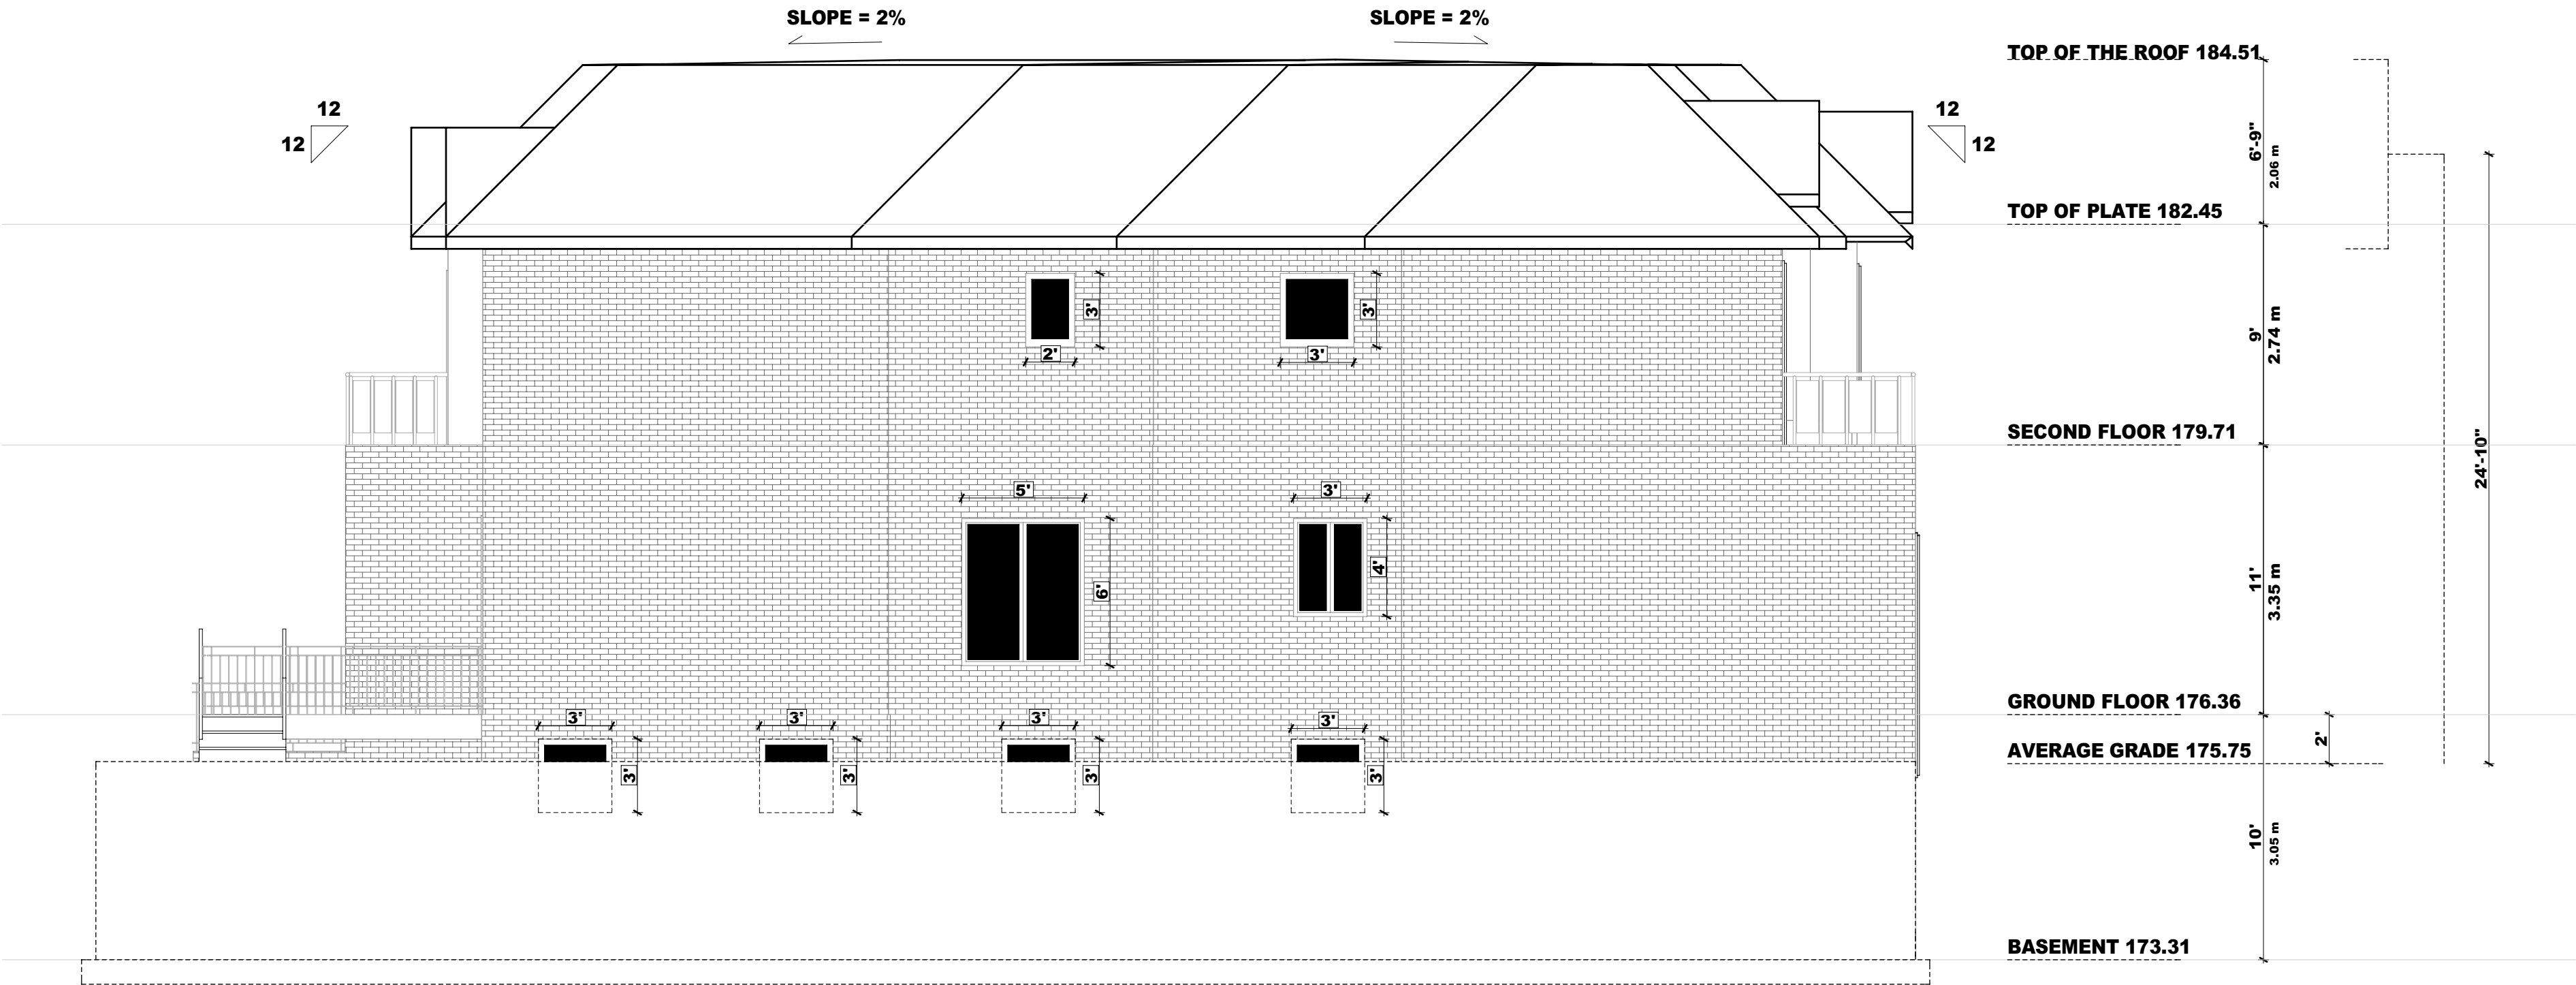 SLOPE = 2%
SLOPE = 2%
TOP OF THE ROOF 184.51
12
12
12
12
6'-9"
2.06 m
TOP OF PLATE 182.45
3'
2'
3'
3'
9'
2.74 m
SECOND FLOOR 179.71
24'-10"
5'
6'
3'
4'
11'
3.35 m
GROUND FLOOR 176.36
3'
3'
3'
3'
2'
AVERAGE GRADE 175.75
3'
3'
3'
3'
10'
3.05 m
BASEMENT 173.31